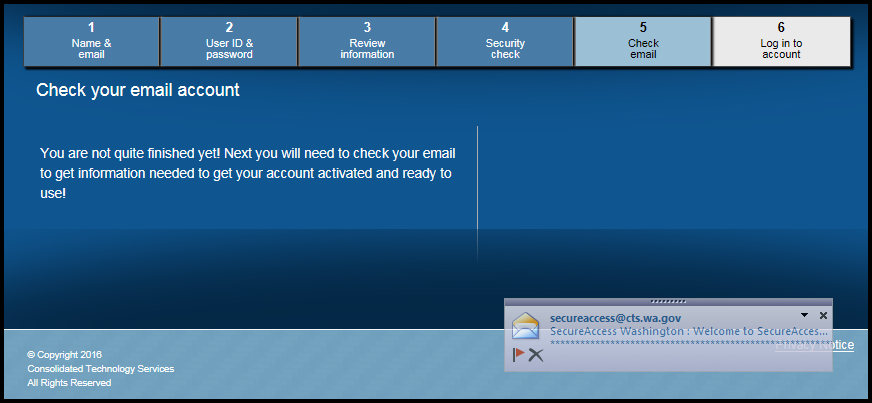 1
Name &
email
2
User ID &
password
3
Review
information
4
Security
check
5
Check
email
6
Log in to
account
Check your email account
You are not quite finished yet! Next you will need to check your email
to get information needed to get your account activated and ready to
use!
secureaccess@cts.wa.gov
SecureAccess Washington : Welcome to SecureAcces...
Privacy Notice
© Copyright 2016
Consolidated Technology Services
All Rights Reserved